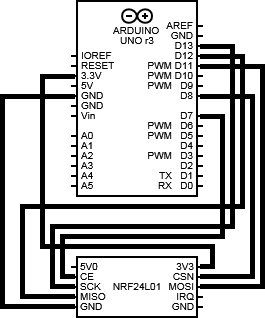 ARDUINO
UNO r3
AREF
GND
D13
IOREF D12
RESET PWM D11
3.3V PWM D10
5V PWM D9
GND D8
GND
Vin D7
PWM D6
A0 PWM D5
A1 D4
A2 PWM D3
A3 D2
A4 TX D1
A5 RX D0
5V0 3V3
CE CSN
SCK NRF24L01 MOSI
MISO IRQ
GND GND